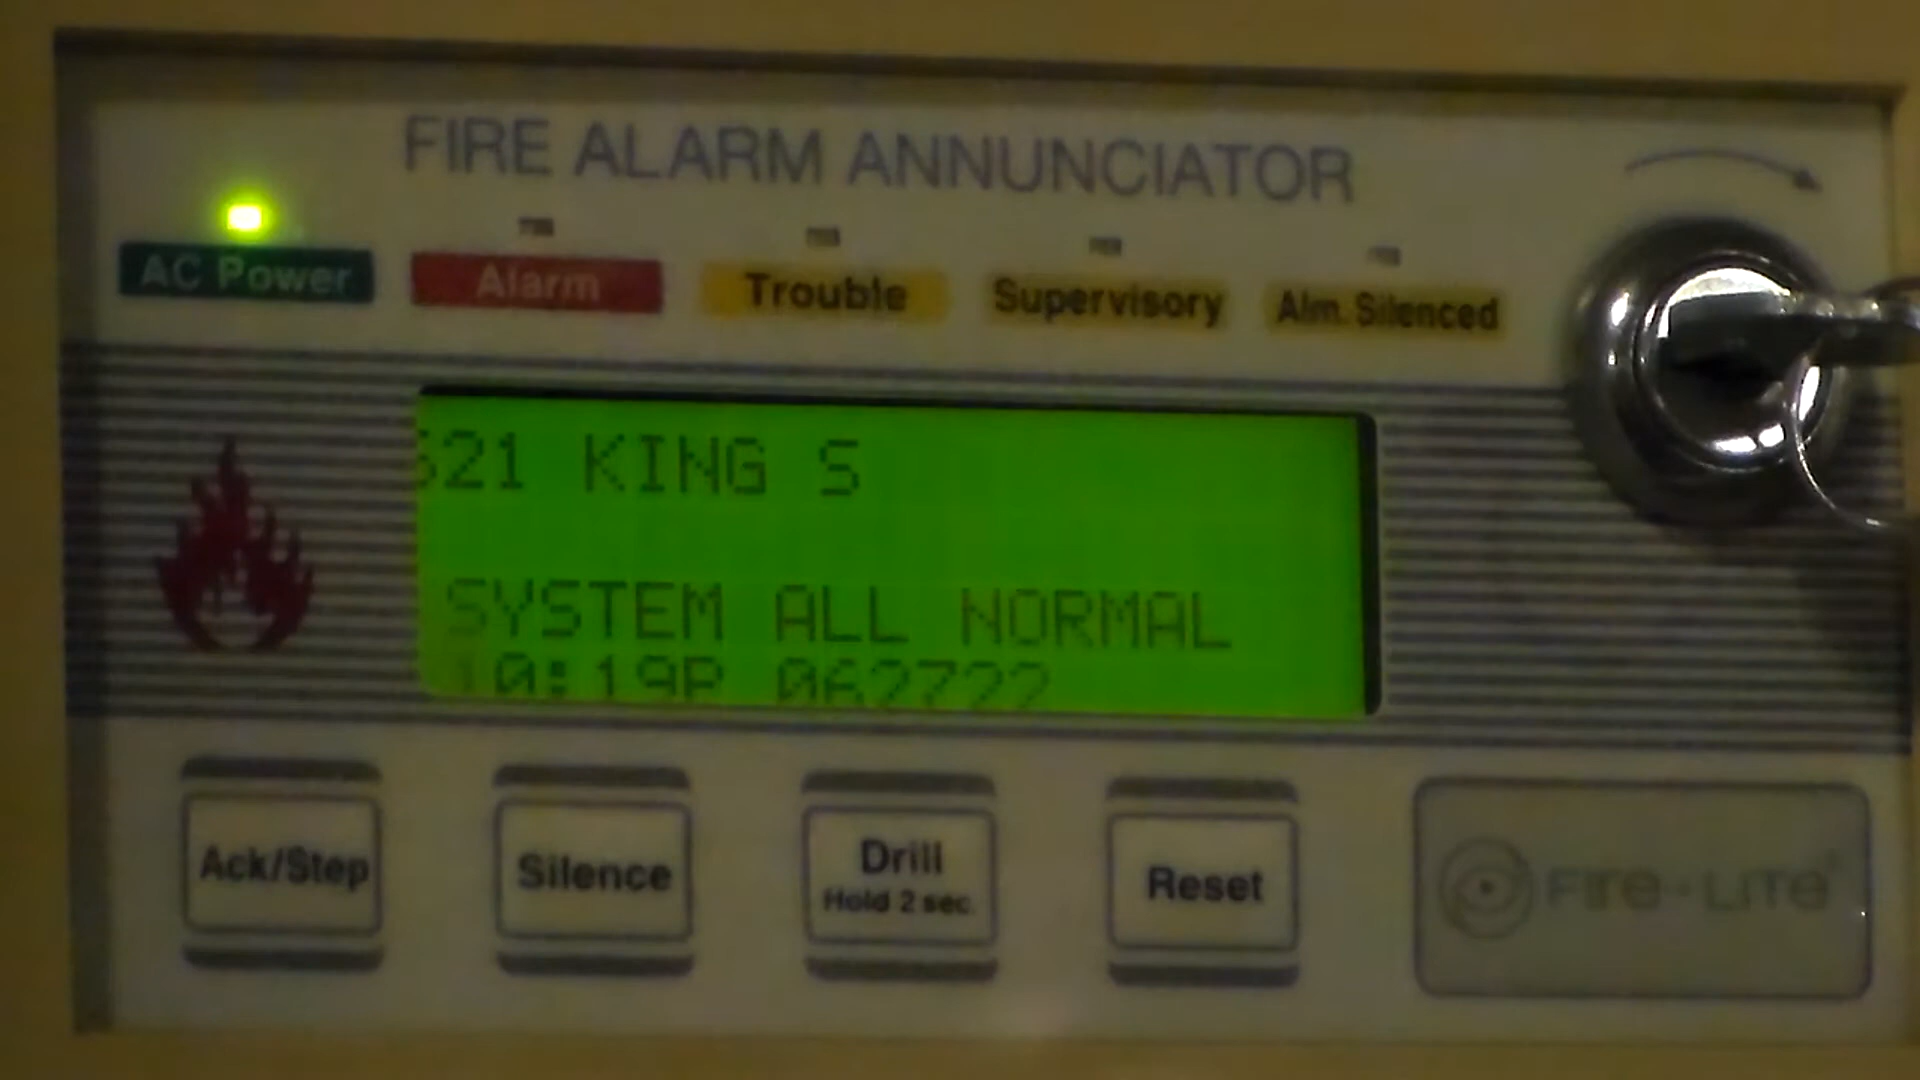 FIRE ALARM ANNUNCIATOR
AC Power
Alarm
Trouble
Supervisory
Alm. Silenced
521 KING S
SYSTEM ALL NORMAL
10:19P 062722
Ack/Step
Silence
Drill
Hold 2 sec.
Reset
FIRE-LITE